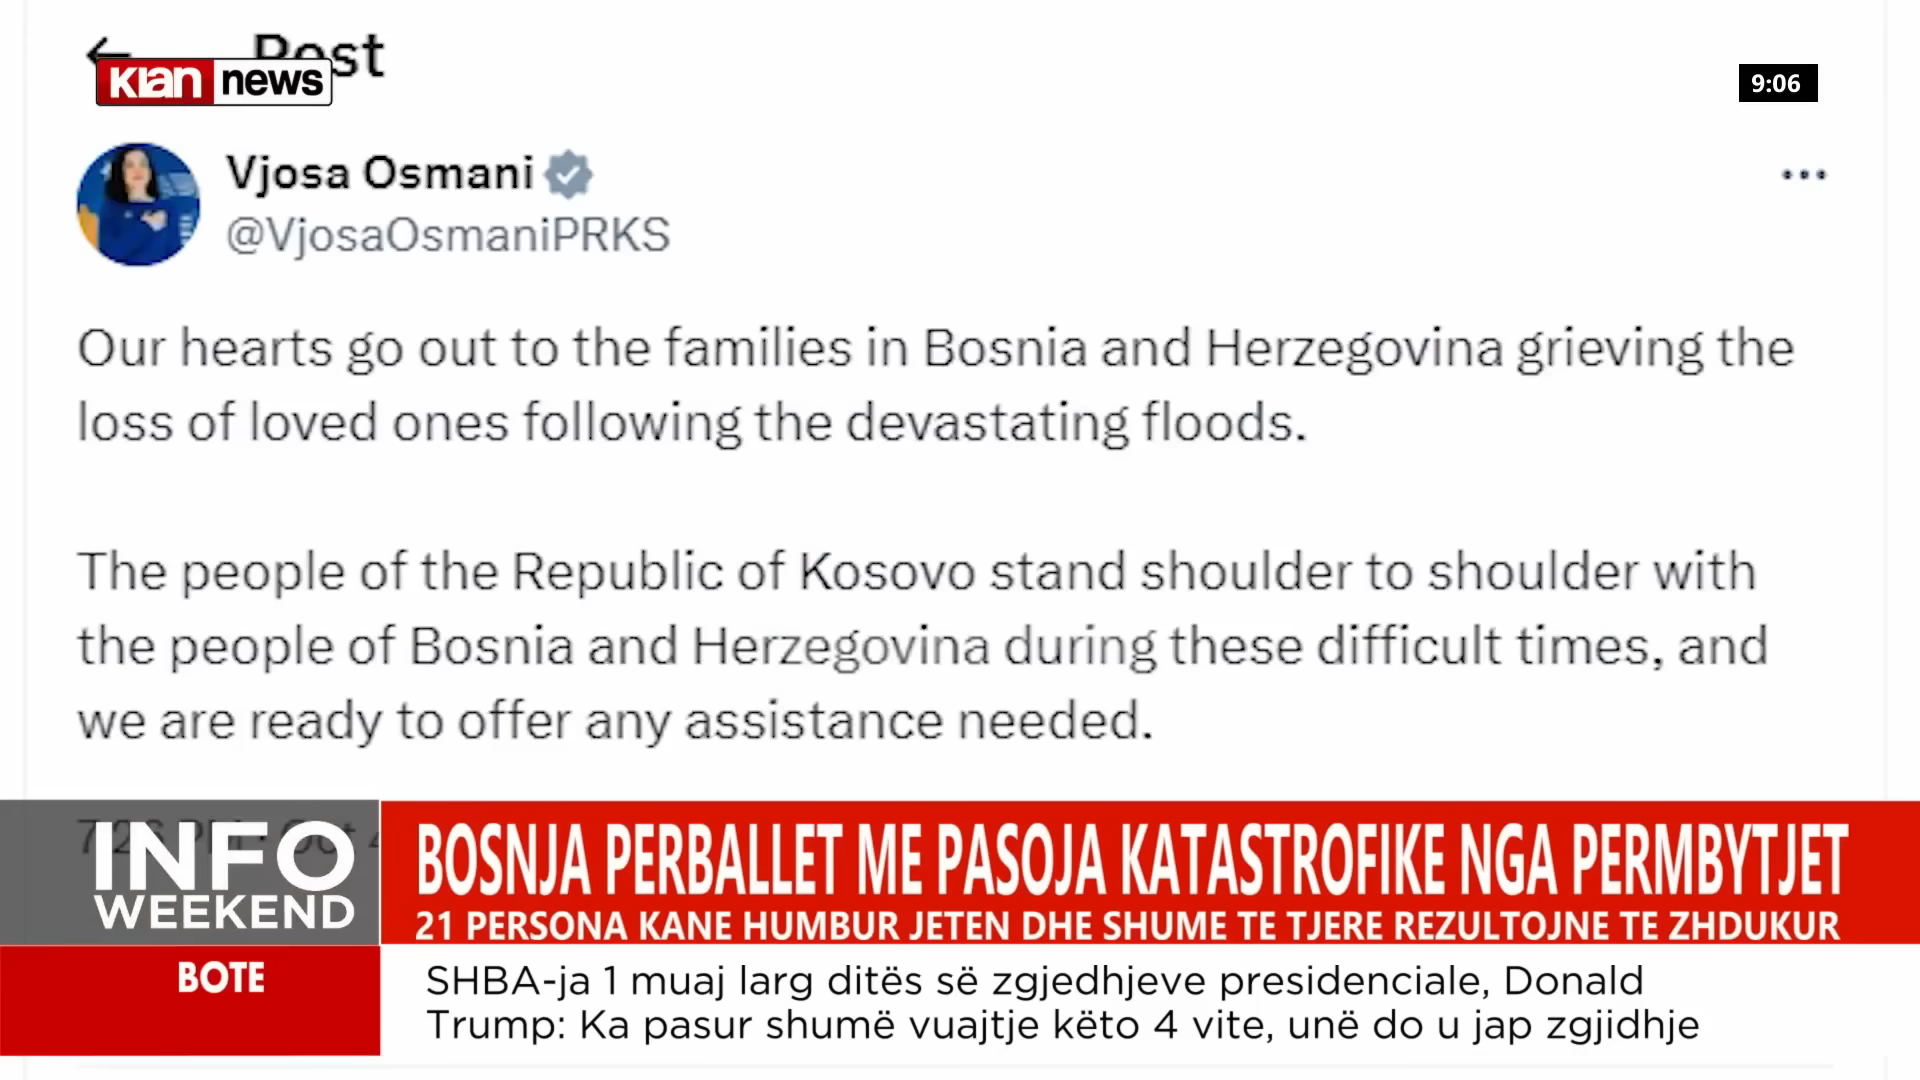 Post
klan news
9:06
Vjosa Osmani
@VjosaOsmaniPRKS
Our hearts go out to the families in Bosnia and Herzegovina grieving the
loss of loved ones following the devastating floods.
The people of the Republic of Kosovo stand shoulder to shoulder with
the people of Bosnia and Herzegovina during these difficult times, and
we are ready to offer any assistance needed.
INFO
WEEKEND
BOSNJA PERBALLET ME PASOJA KATASTROFIKE NGA PERMBYTJET
21 PERSONA KANE HUMBUR JETEN DHE SHUME TE TJERE REZULTOJNE TE ZHDUKUR
BOTE
SHBA-ja 1 muaj larg ditës së zgjedhjeve presidenciale, Donald
Trump: Ka pasur shumë vuajtje këto 4 vite, unë do u jap zgjidhje